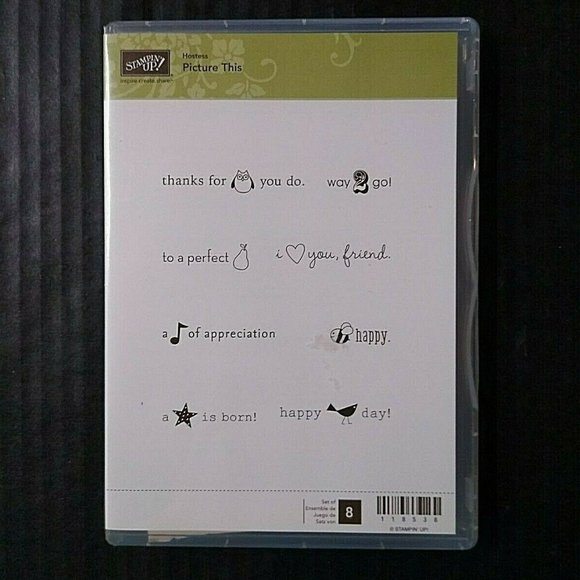 STAMPIN' UP!
inspire.create.share
Hostess
Picture This
thanks for you do.
way 2 go!
to a perfect
i you, friend.
a of appreciation
happy.
a is born!
happy day!
Set of
Ensemble de
Juego de
Satz von:
8
118538
© STAMPIN' UP!